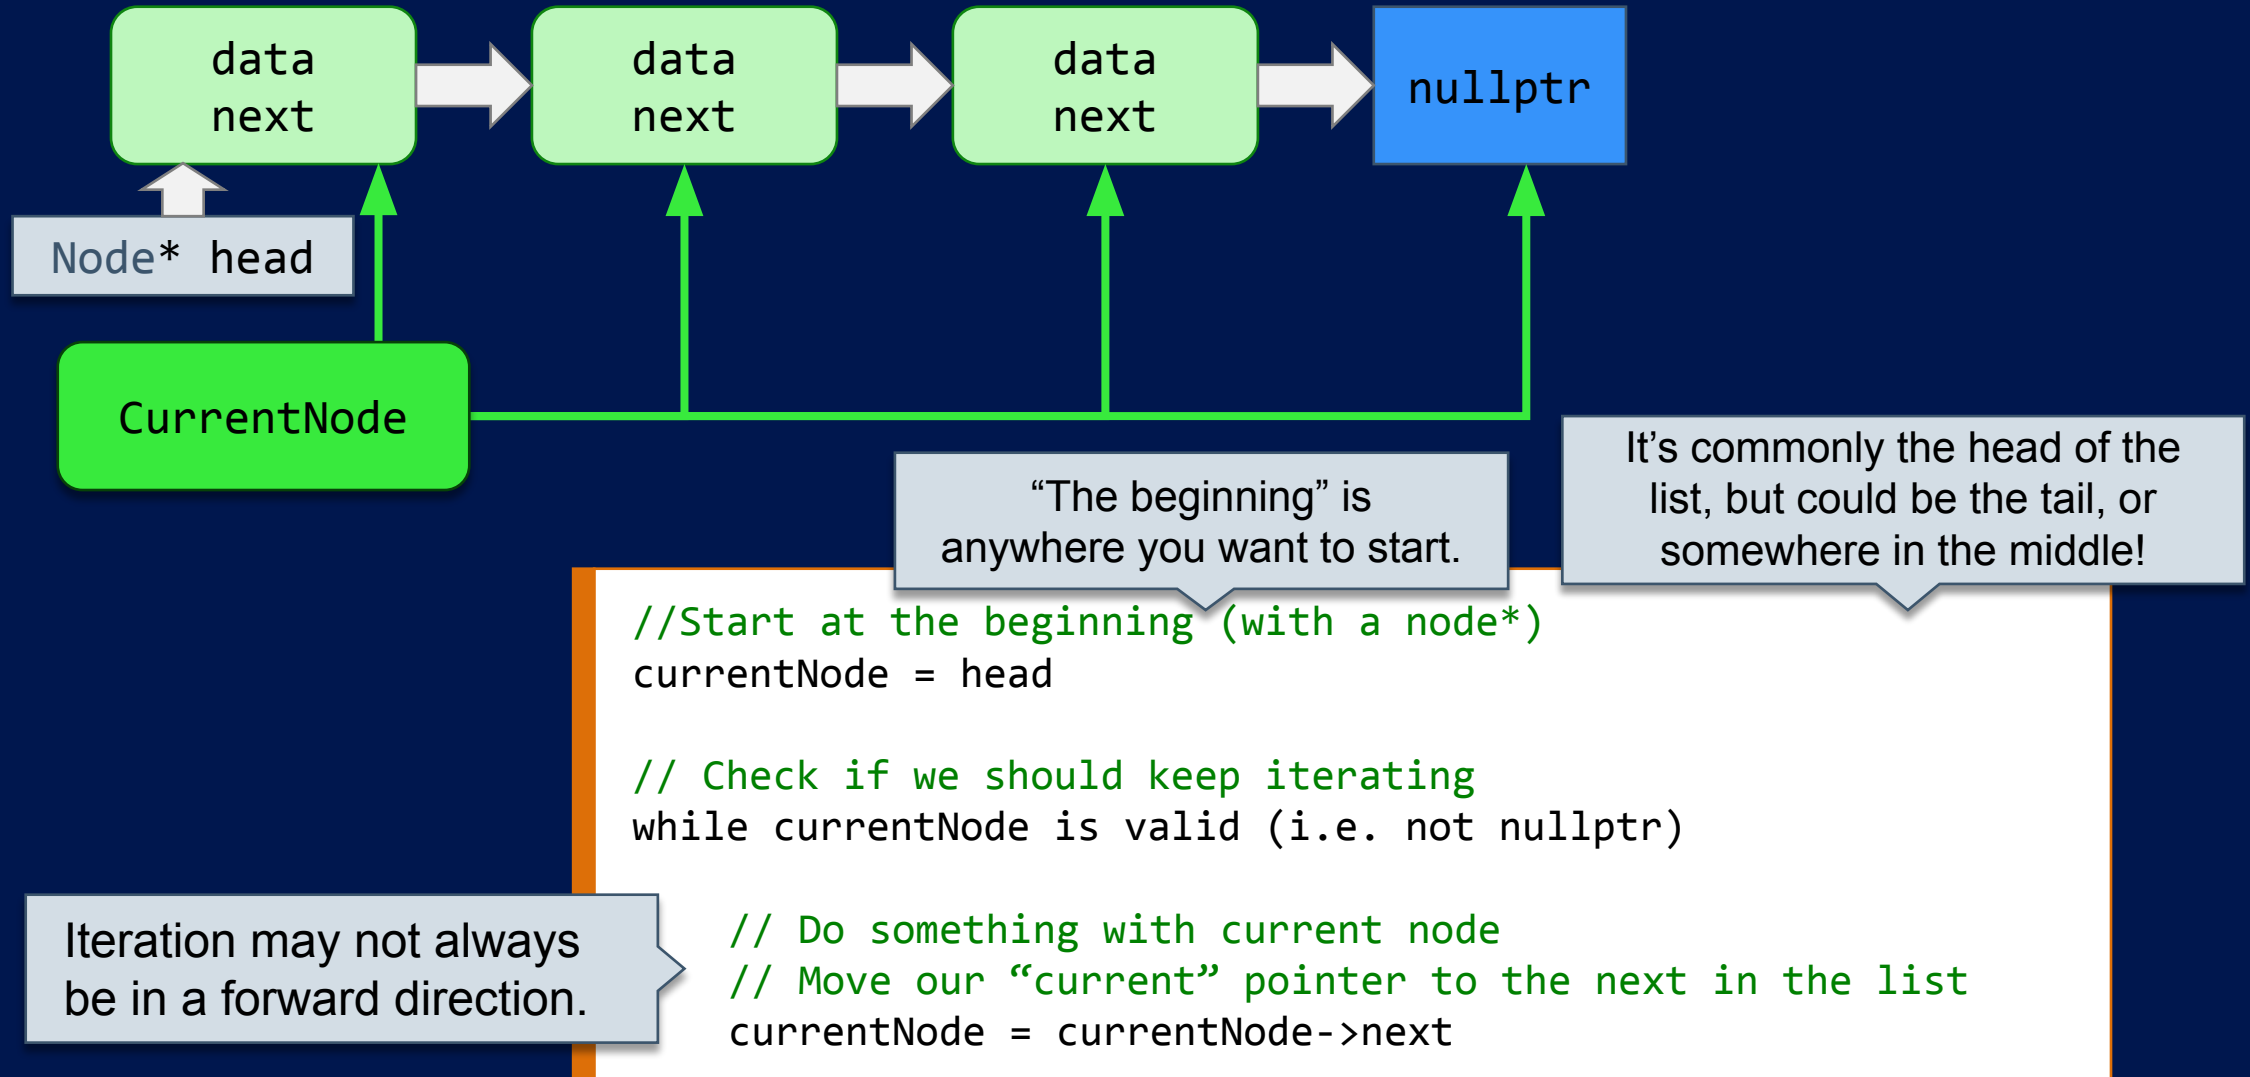 data
next
data
next
data
next
nullptr
Node* head
CurrentNode
“The beginning” is
anywhere you want to start.
It’s commonly the head of the
list, but could be the tail, or
somewhere in the middle!
//Start at the beginning (with a node*)
currentNode = head
// Check if we should keep iterating
while currentNode is valid (i.e. not nullptr)
Iteration may not always
be in a forward direction.
// Do something with current node
// Move our “current” pointer to the next in the list
currentNode = currentNode->next